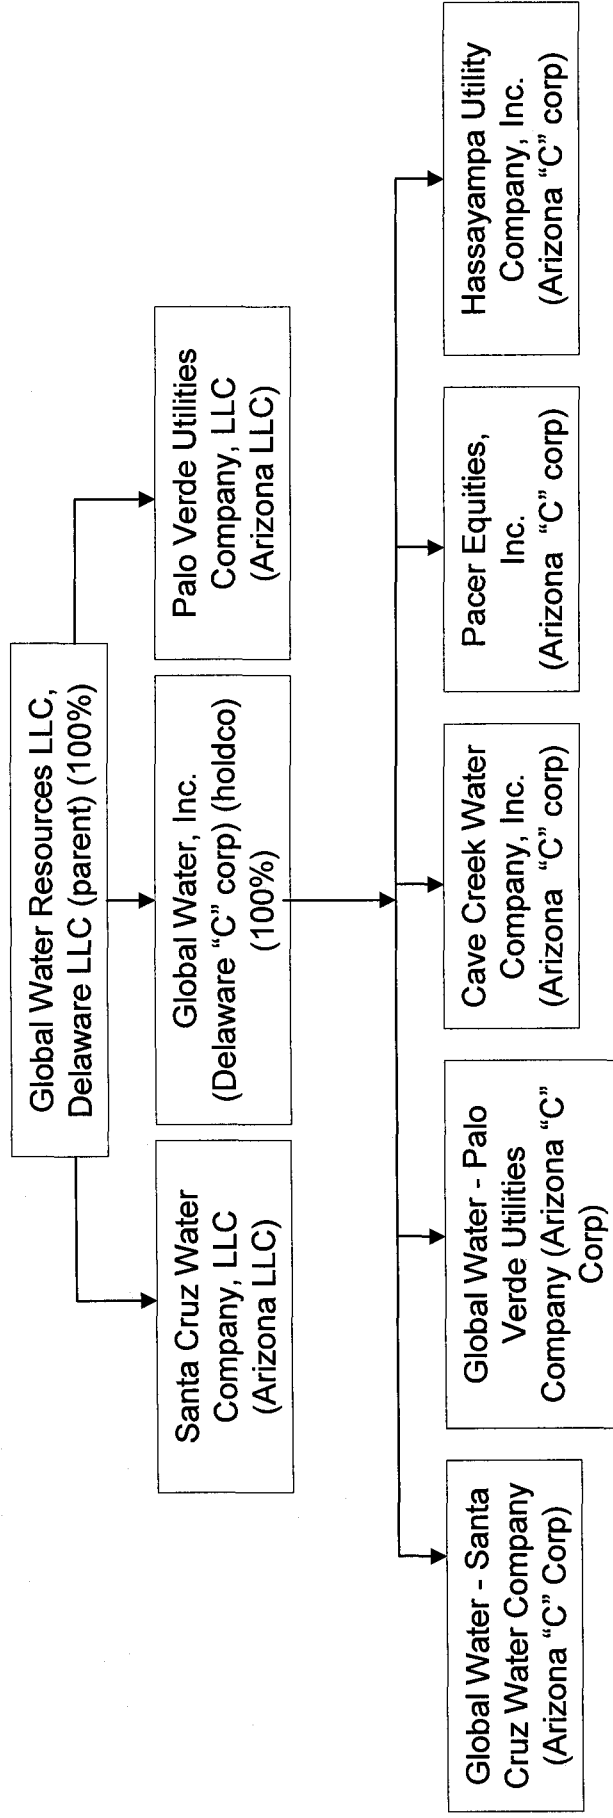 Global Water Resources LLC,
Delaware LLC (parent) (100%)
Santa Cruz Water
Company, LLC
(Arizona LLC)
Global Water, Inc.
(Delaware “C” corp) (holdco)
(100%)
Palo Verde Utilities
Company, LLC
(Arizona LLC)
Global Water - Santa
Cruz Water Company
(Arizona “C” Corp)
Global Water - Palo
Verde Utilities
Company (Arizona “C”
Corp)
Cave Creek Water
Company, Inc.
(Arizona “C” corp)
Pacer Equities,
Inc.
(Arizona “C” corp)
Hassayampa Utility
Company, Inc.
(Arizona “C” corp)